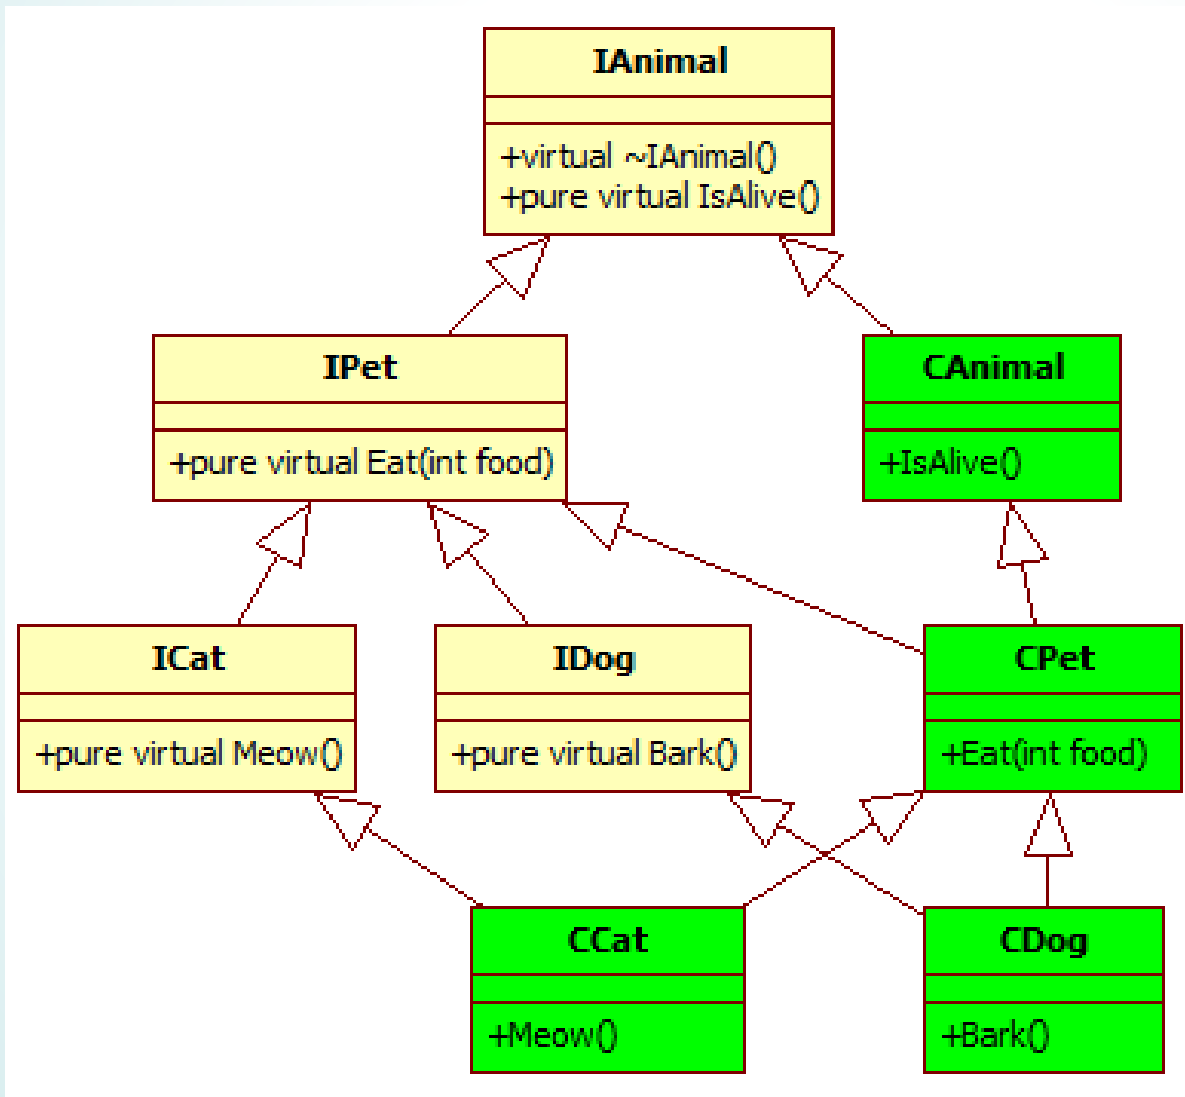 IAnimal
+virtual ~IAnimal()
+pure virtual IsAlive()
IPet
+pure virtual Eat(int food)
CAnimal
+IsAlive()
ICat
+pure virtual Meow()
IDog
+pure virtual Bark()
CPet
+Eat(int food)
CCat
+Meow()
CDog
+Bark()